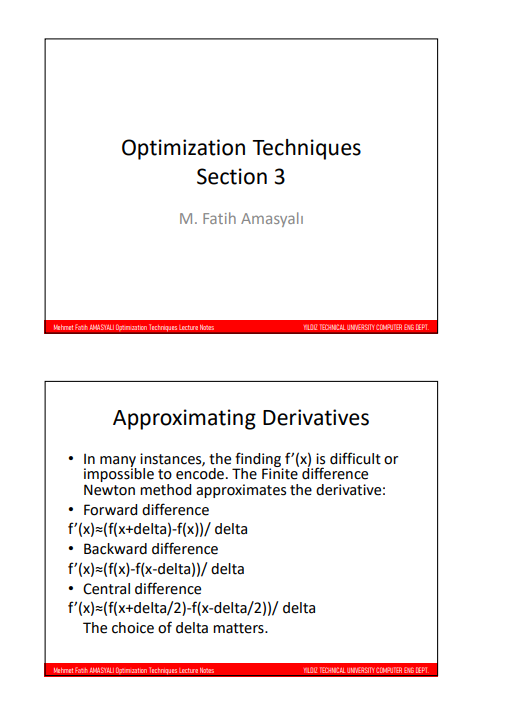 Optimization Techniques
Section 3
M. Fatih Amasyalı
Mehmet Fatih AMASYALI Optimization Techniques Lecture Notes
YILDIZ TECHNICAL UNIVERSITY COMPUTER ENG DEPT.
Approximating Derivatives
• In many instances, the finding f’(x) is difficult or
impossible to encode. The Finite difference
Newton method approximates the derivative:
• Forward difference
f’(x)≈(f(x+delta)-f(x))/ delta
• Backward difference
f’(x)≈(f(x)-f(x-delta))/ delta
• Central difference
f’(x)≈(f(x+delta/2)-f(x-delta/2))/ delta
The choice of delta matters.
Mehmet Fatih AMASYALI Optimization Techniques Lecture Notes
YILDIZ TECHNICAL UNIVERSITY COMPUTER ENG DEPT.